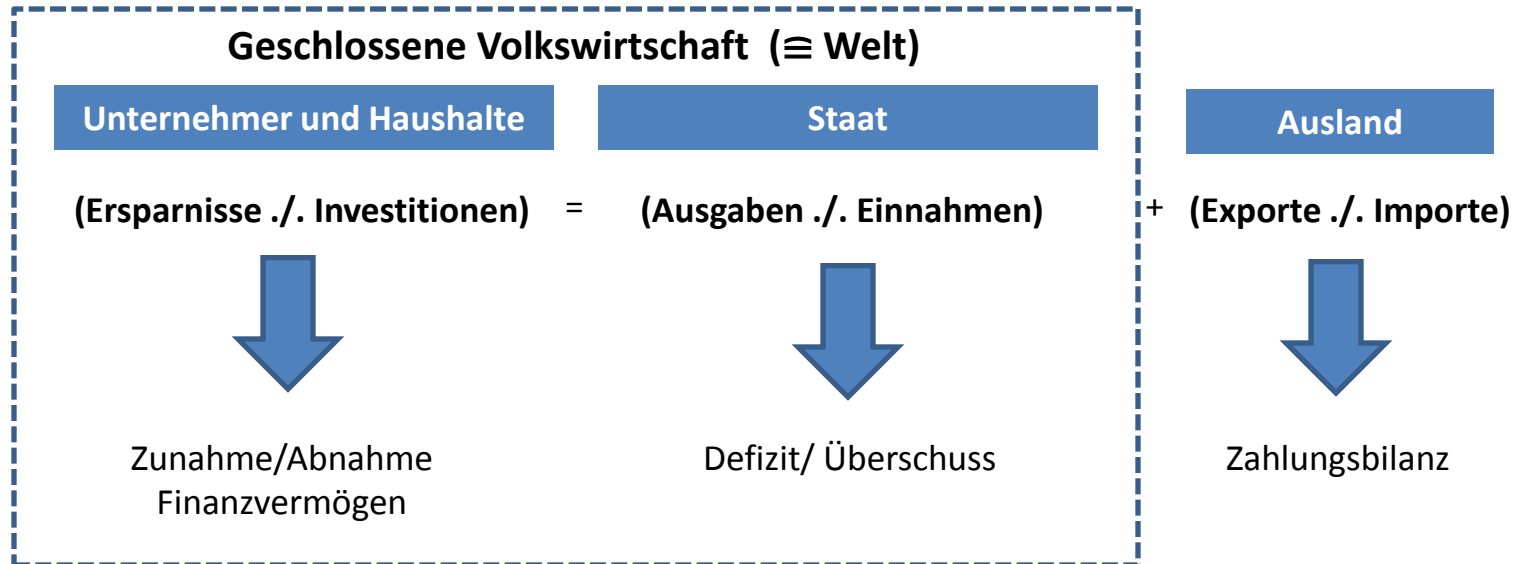 Geschlossene Volkswirtschaft (≘ Welt)
Unternehmer und Haushalte
Staat
Ausland
(Ersparnisse ./. Investitionen) = (Ausgaben ./. Einnahmen) + (Exporte ./. Importe)
Zunahme/Abnahme
Finanzvermögen
Defizit/ Überschuss
Zahlungsbilanz